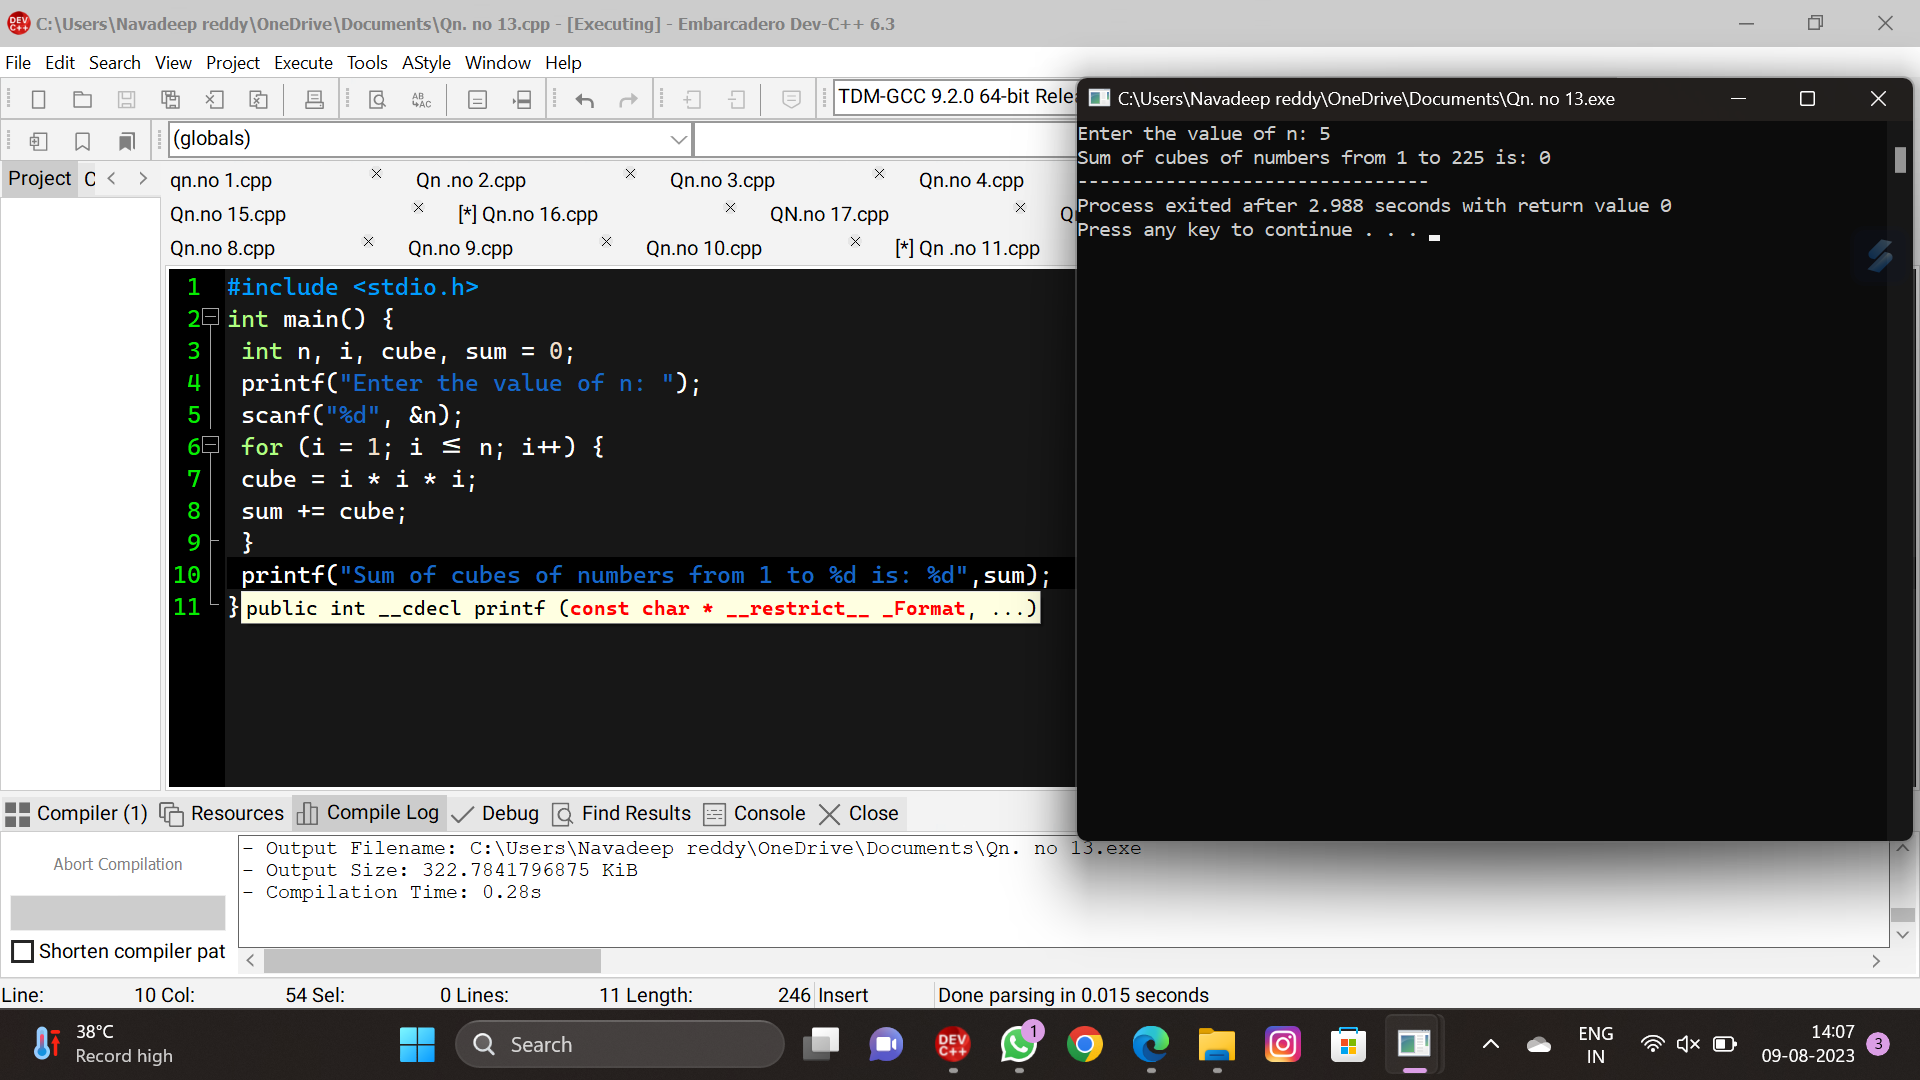 C:\Users\Navadeep reddy\OneDrive\Documents\Qn. no 13.cpp - [Executing] - Embarcadero Dev-C++ 6.3
File Edit Search View Project Execute Tools AStyle Window Help
TDM-GCC 9.2.0 64-bit Rele
(globals)
Project C
qn.no 1.cpp Qn .no 2.cpp Qn.no 3.cpp Qn.no 4.cpp
Qn.no 15.cpp [*] Qn.no 16.cpp QN.no 17.cpp Q
Qn.no 8.cpp Qn.no 9.cpp Qn.no 10.cpp [*] Qn .no 11.cpp
1 #include <stdio.h>
2 int main() {
3 int n, i, cube, sum = 0;
4 printf("Enter the value of n: ");
5 scanf("%d", &n);
6 for (i = 1; i ≤ n; i++) {
7 cube = i * i * i;
8 sum += cube;
9 }
10 printf("Sum of cubes of numbers from 1 to %d is: %d",sum);
11 }
public int __cdecl printf (const char * __restrict__ _Format, ...)
C:\Users\Navadeep reddy\OneDrive\Documents\Qn. no 13.exe
Enter the value of n: 5
Sum of cubes of numbers from 1 to 225 is: 0
--------------------------------
Process exited after 2.988 seconds with return value 0
Press any key to continue . . .
Compiler (1) Resources Compile Log Debug Find Results Console Close
Abort Compilation
Shorten compiler pat
- Output Filename: C:\Users\Navadeep reddy\OneDrive\Documents\Qn. no 13.exe
- Output Size: 322.7841796875 KiB
- Compilation Time: 0.28s
Line: 10 Col: 54 Sel: 0 Lines: 11 Length: 246 Insert Done parsing in 0.015 seconds
38°C
Record high
Search
DEV C++
1
ENG
IN
14:07
09-08-2023
3